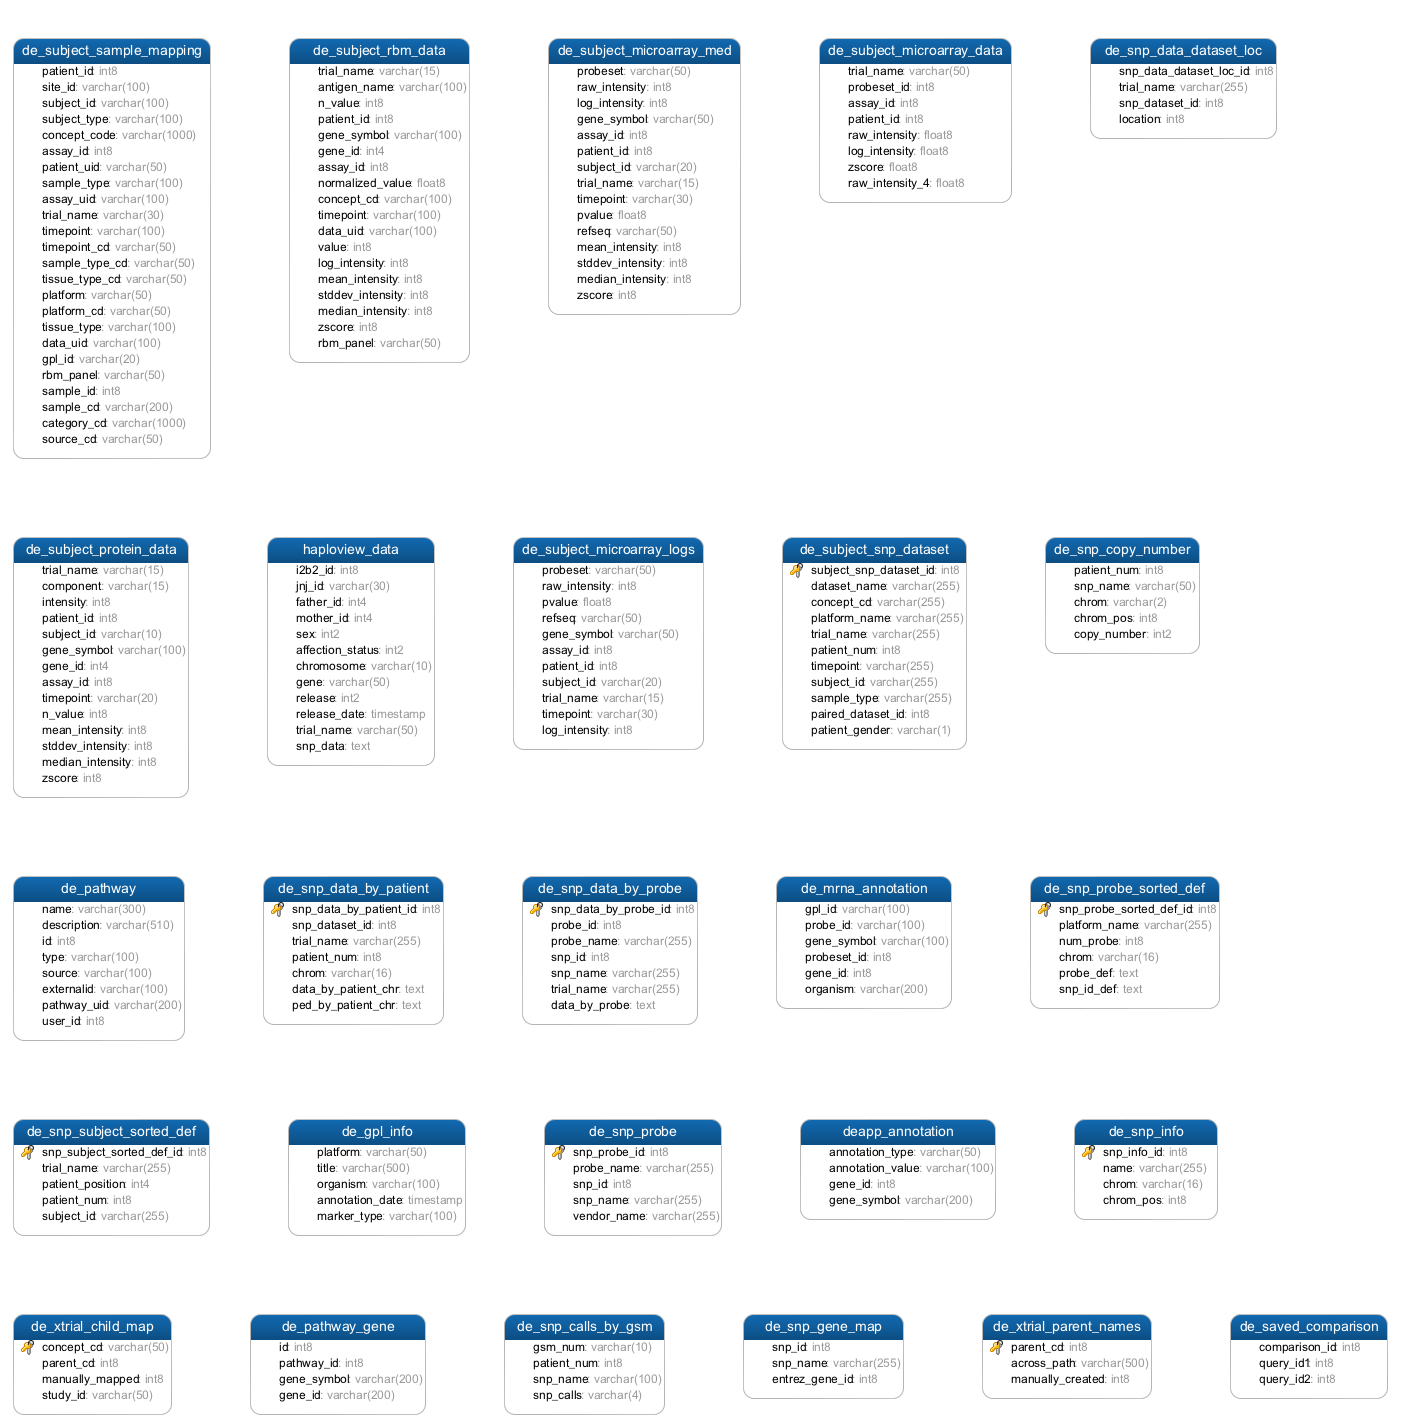 de_subject_sample_mapping
patient_id: int8
site_id: varchar(100)
subject_id: varchar(100)
subject_type: varchar(100)
concept_code: varchar(1000)
assay_id: int8
patient_uid: varchar(50)
sample_type: varchar(100)
assay_uid: varchar(100)
trial_name: varchar(30)
timepoint: varchar(100)
timepoint_cd: varchar(50)
sample_type_cd: varchar(50)
tissue_type_cd: varchar(50)
platform: varchar(50)
platform_cd: varchar(50)
tissue_type: varchar(100)
data_uid: varchar(100)
gpl_id: varchar(20)
rbm_panel: varchar(50)
sample_id: int8
sample_cd: varchar(200)
category_cd: varchar(1000)
source_cd: varchar(50)
de_subject_rbm_data
trial_name: varchar(15)
antigen_name: varchar(100)
n_value: int8
patient_id: int8
gene_symbol: varchar(100)
gene_id: int4
assay_id: int8
normalized_value: float8
concept_cd: varchar(100)
timepoint: varchar(100)
data_uid: varchar(100)
value: int8
log_intensity: int8
mean_intensity: int8
stddev_intensity: int8
median_intensity: int8
zscore: int8
rbm_panel: varchar(50)
de_subject_microarray_med
probeset: varchar(50)
raw_intensity: int8
log_intensity: int8
gene_symbol: varchar(50)
assay_id: int8
patient_id: int8
subject_id: varchar(20)
trial_name: varchar(15)
timepoint: varchar(30)
pvalue: float8
refseq: varchar(50)
mean_intensity: int8
stddev_intensity: int8
median_intensity: int8
zscore: int8
de_subject_microarray_data
trial_name: varchar(50)
probeset_id: int8
assay_id: int8
patient_id: int8
raw_intensity: float8
log_intensity: float8
zscore: float8
raw_intensity_4: float8
de_snp_data_dataset_loc
snp_data_dataset_loc_id: int8
trial_name: varchar(255)
snp_dataset_id: int8
location: int8
de_subject_protein_data
trial_name: varchar(15)
component: varchar(15)
intensity: int8
patient_id: int8
subject_id: varchar(10)
gene_symbol: varchar(100)
gene_id: int4
assay_id: int8
timepoint: varchar(20)
n_value: int8
mean_intensity: int8
stddev_intensity: int8
median_intensity: int8
zscore: int8
haploview_data
i2b2_id: int8
jnj_id: varchar(30)
father_id: int4
mother_id: int4
sex: int2
affection_status: int2
chromosome: varchar(10)
gene: varchar(50)
release: int2
release_date: timestamp
trial_name: varchar(50)
snp_data: text
de_subject_microarray_logs
probeset: varchar(50)
raw_intensity: int8
pvalue: float8
refseq: varchar(50)
gene_symbol: varchar(50)
assay_id: int8
patient_id: int8
subject_id: varchar(20)
trial_name: varchar(15)
timepoint: varchar(30)
log_intensity: int8
de_subject_snp_dataset
subject_snp_dataset_id: int8
dataset_name: varchar(255)
concept_cd: varchar(255)
platform_name: varchar(255)
trial_name: varchar(255)
patient_num: int8
timepoint: varchar(255)
subject_id: varchar(255)
sample_type: varchar(255)
paired_dataset_id: int8
patient_gender: varchar(1)
de_snp_copy_number
patient_num: int8
snp_name: varchar(50)
chrom: varchar(2)
chrom_pos: int8
copy_number: int2
de_pathway
name: varchar(300)
description: varchar(510)
id: int8
type: varchar(100)
source: varchar(100)
externalid: varchar(100)
pathway_uid: varchar(200)
user_id: int8
de_snp_data_by_patient
snp_data_by_patient_id: int8
snp_dataset_id: int8
trial_name: varchar(255)
patient_num: int8
chrom: varchar(16)
data_by_patient_chr: text
ped_by_patient_chr: text
de_snp_data_by_probe
snp_data_by_probe_id: int8
probe_id: int8
probe_name: varchar(255)
snp_id: int8
snp_name: varchar(255)
trial_name: varchar(255)
data_by_probe: text
de_mrna_annotation
gpl_id: varchar(100)
probe_id: varchar(100)
gene_symbol: varchar(100)
probeset_id: int8
gene_id: int8
organism: varchar(200)
de_snp_probe_sorted_def
snp_probe_sorted_def_id: int8
platform_name: varchar(255)
num_probe: int8
chrom: varchar(16)
probe_def: text
snp_id_def: text
de_snp_subject_sorted_def
snp_subject_sorted_def_id: int8
trial_name: varchar(255)
patient_position: int4
patient_num: int8
subject_id: varchar(255)
de_gpl_info
platform: varchar(50)
title: varchar(500)
organism: varchar(100)
annotation_date: timestamp
marker_type: varchar(100)
de_snp_probe
snp_probe_id: int8
probe_name: varchar(255)
snp_id: int8
snp_name: varchar(255)
vendor_name: varchar(255)
deapp_annotation
annotation_type: varchar(50)
annotation_value: varchar(100)
gene_id: int8
gene_symbol: varchar(200)
de_snp_info
snp_info_id: int8
name: varchar(255)
chrom: varchar(16)
chrom_pos: int8
de_xtrial_child_map
concept_cd: varchar(50)
parent_cd: int8
manually_mapped: int8
study_id: varchar(50)
de_pathway_gene
id: int8
pathway_id: int8
gene_symbol: varchar(200)
gene_id: varchar(200)
de_snp_calls_by_gsm
gsm_num: varchar(10)
patient_num: int8
snp_name: varchar(100)
snp_calls: varchar(4)
de_snp_gene_map
snp_id: int8
snp_name: varchar(255)
entrez_gene_id: int8
de_xtrial_parent_names
parent_cd: int8
across_path: varchar(500)
manually_created: int8
de_saved_comparison
comparison_id: int8
query_id1: int8
query_id2: int8